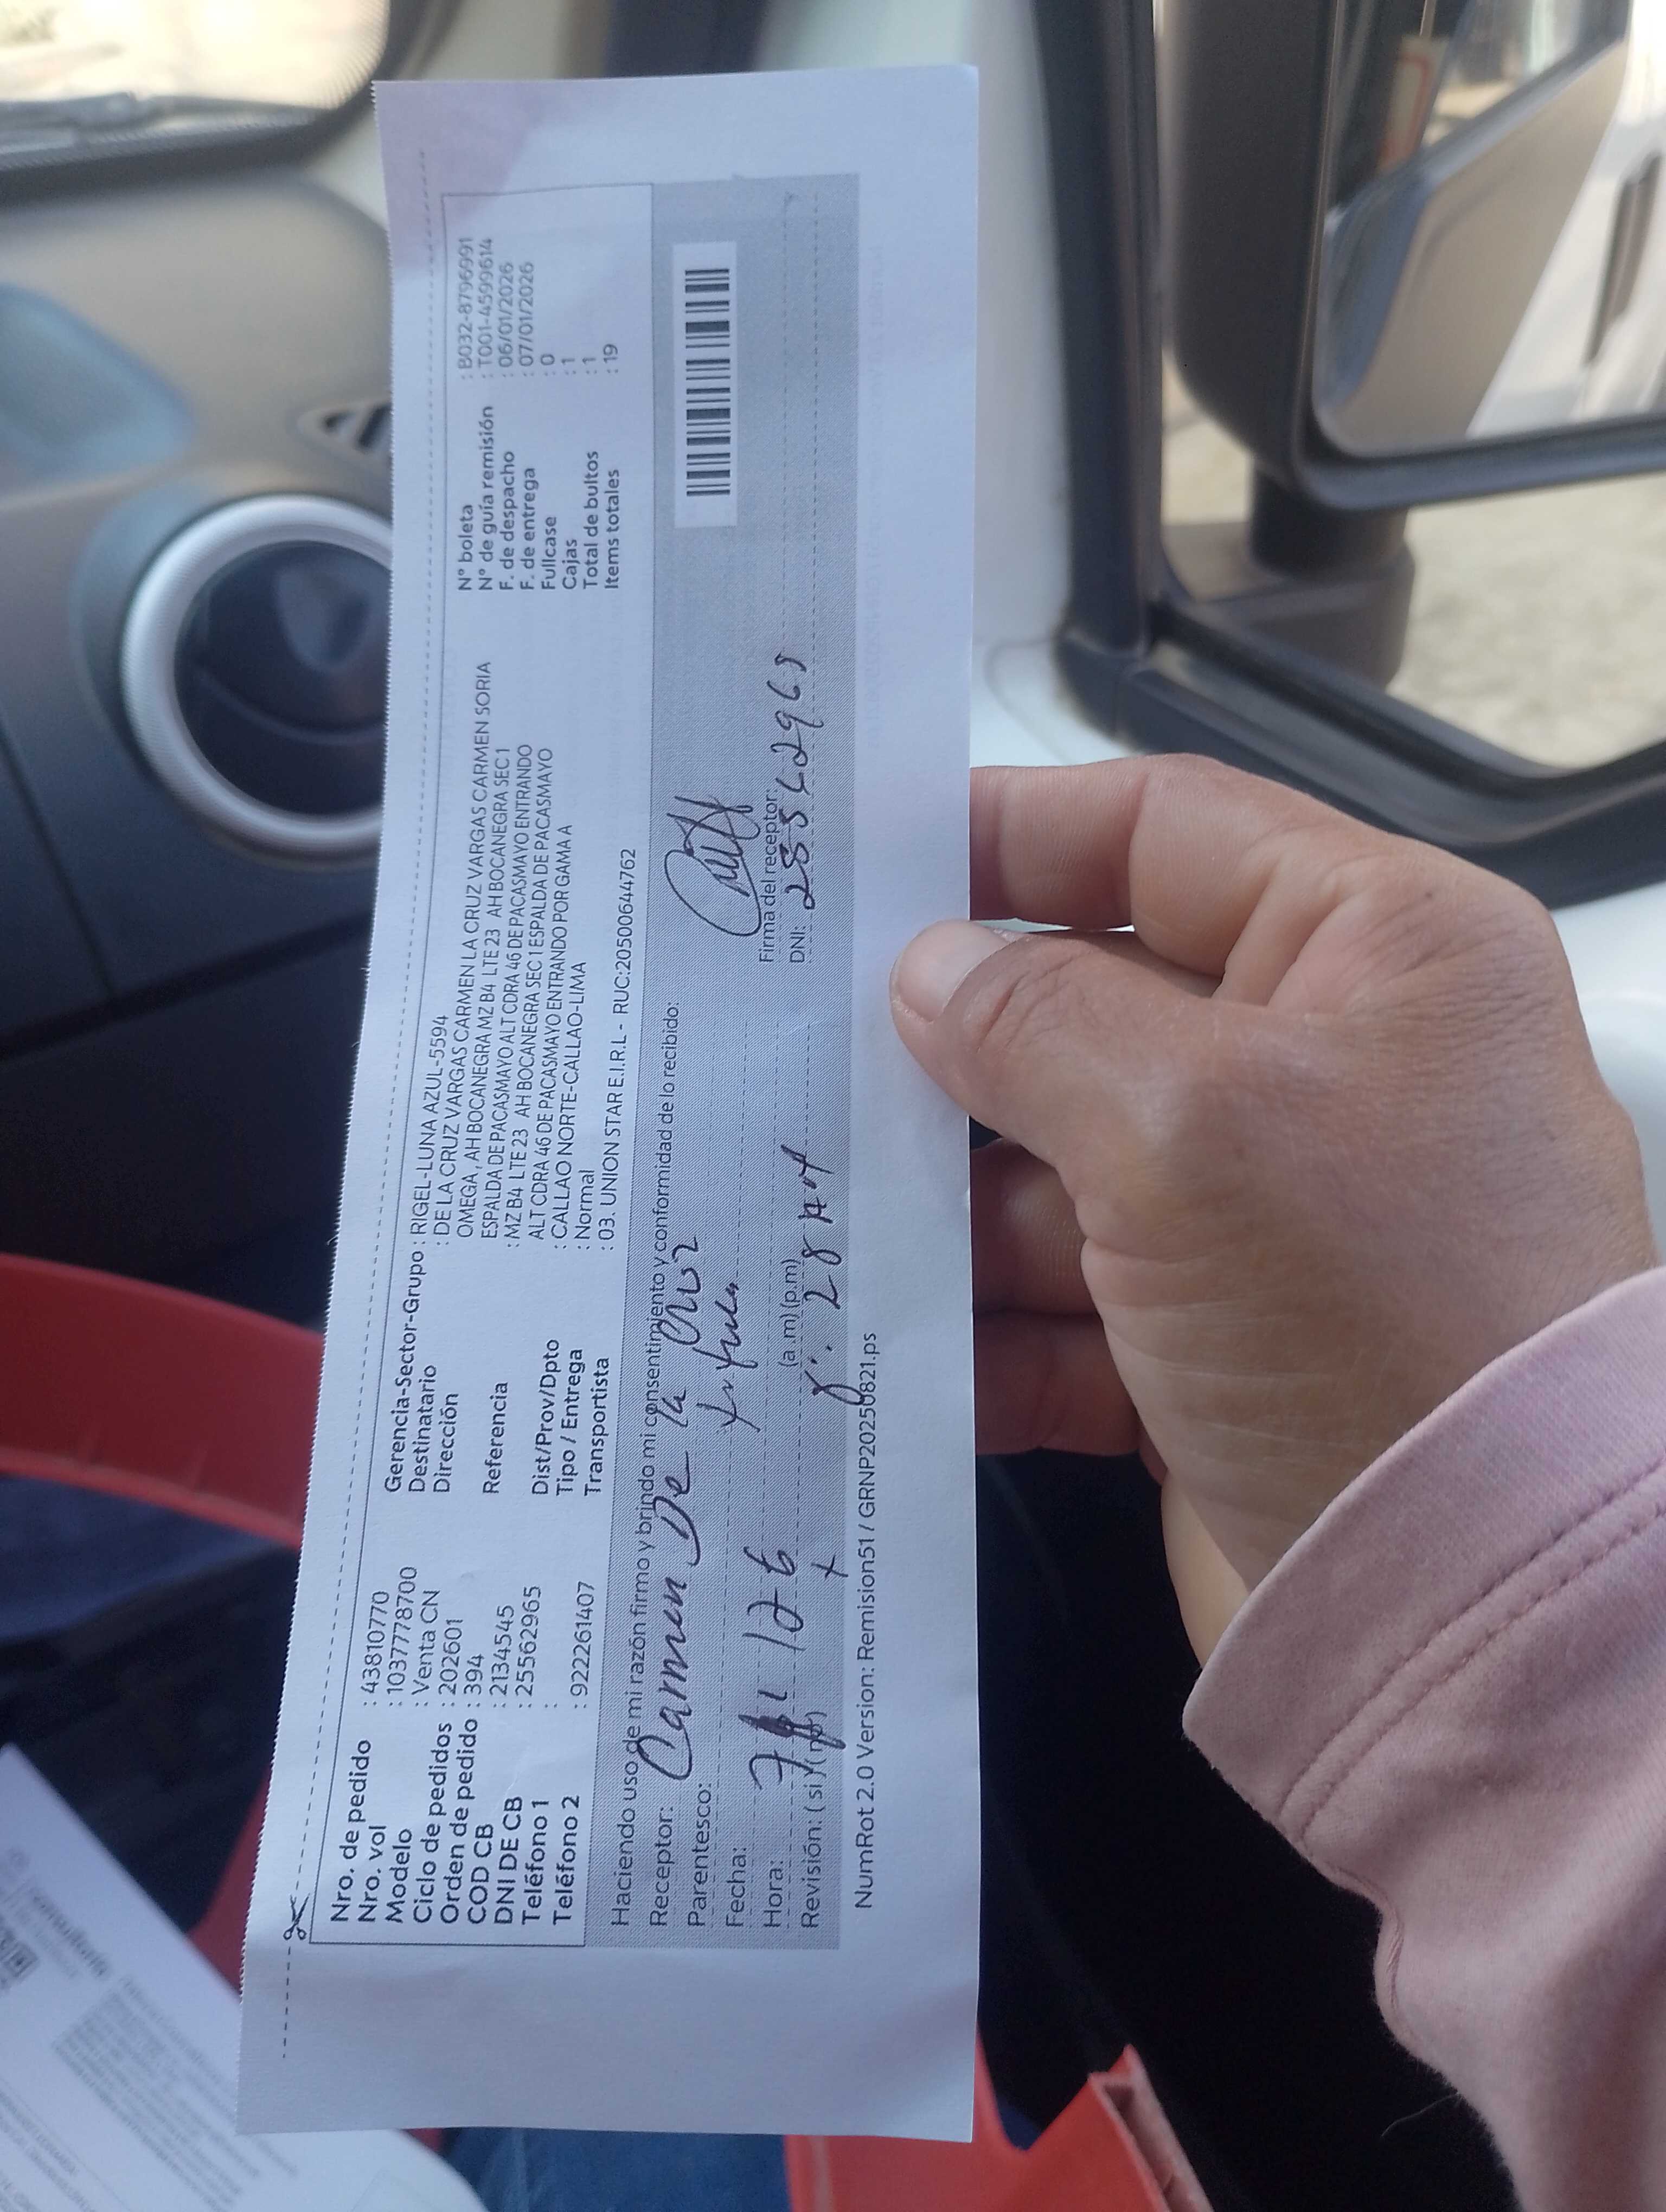 Nro. de pedido : 43810770
Nro. vol : 1037778700
Modelo : Venta CN
Ciclo de pedidos : 202601
Orden de pedido : 394
COD CB : 2134545
DNI DE CB : 25562965
Teléfono 1 :
Teléfono 2 : 922261407
Gerencia-Sector-Grupo : RIGEL-LUNA AZUL-5594
Destinatario : DE LA CRUZ VARGAS CARMEN LA CRUZ VARGAS CARMEN SORIA
Dirección OMEGA , AH BOCANEGRA MZ B4 LTE 23 AH BOCANEGRA SEC 1
ESPALDA DE PACASMAYO ALT CDRA 46 DE PACASMAYO ENTRANDO
Referencia : MZ B4 LTE 23 AH BOCANEGRA SEC 1 ESPALDA DE PACASMAYO
ALT CDRA 46 DE PACASMAYO ENTRANDO POR GAMA A
Dist/Prov/Dpto : CALLAO NORTE-CALLAO-LIMA
Tipo / Entrega : Normal
Transportista : 03. UNION STAR E.I.R.L - RUC:20500644762
N° boleta : B032-8796991
N° de guía remisión : T001-4599614
F. de despacho : 06/01/2026
F. de entrega : 07/01/2026
Fullcase : 0
Cajas : 1
Total de bultos : 1
Items totales : 19
Haciendo uso de mi razón firmo y brindo mi consentimiento y conformidad de lo recibido:
Receptor: Carmen De la Cruz
Parentesco:
Fecha:
Hora: (a .m) (p.m)
Revisión: ( si ) ( no )
28
Firma del receptor:
DNI:
NumRot 2.0 Version: Remision51 / GRNP20250821.ps